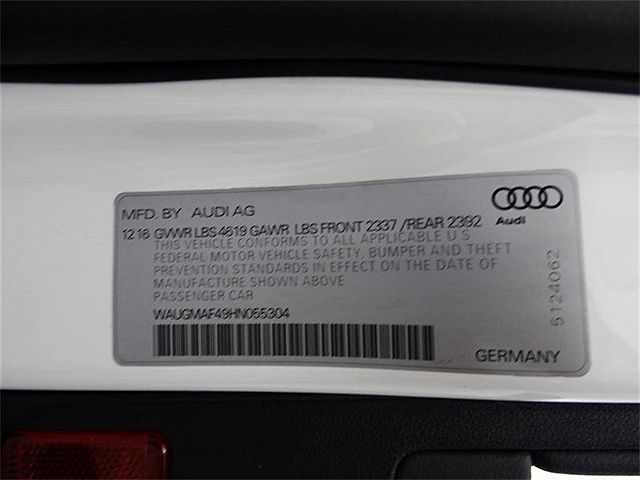 MFD. BY AUDI AG
Audi
12 16 GVWR LBS 4619 GAWR LBS FRONT 2337 /REAR 2392
THIS VEHICLE CONFORMS TO ALL APPLICABLE U.S.
FEDERAL MOTOR VEHICLE SAFETY, BUMPER AND THEFT
PREVENTION STANDARDS IN EFFECT ON THE DATE OF
MANUFACTURE SHOWN ABOVE
PASSENGER CAR
WAUGMAF49HN055304
5124062
GERMANY